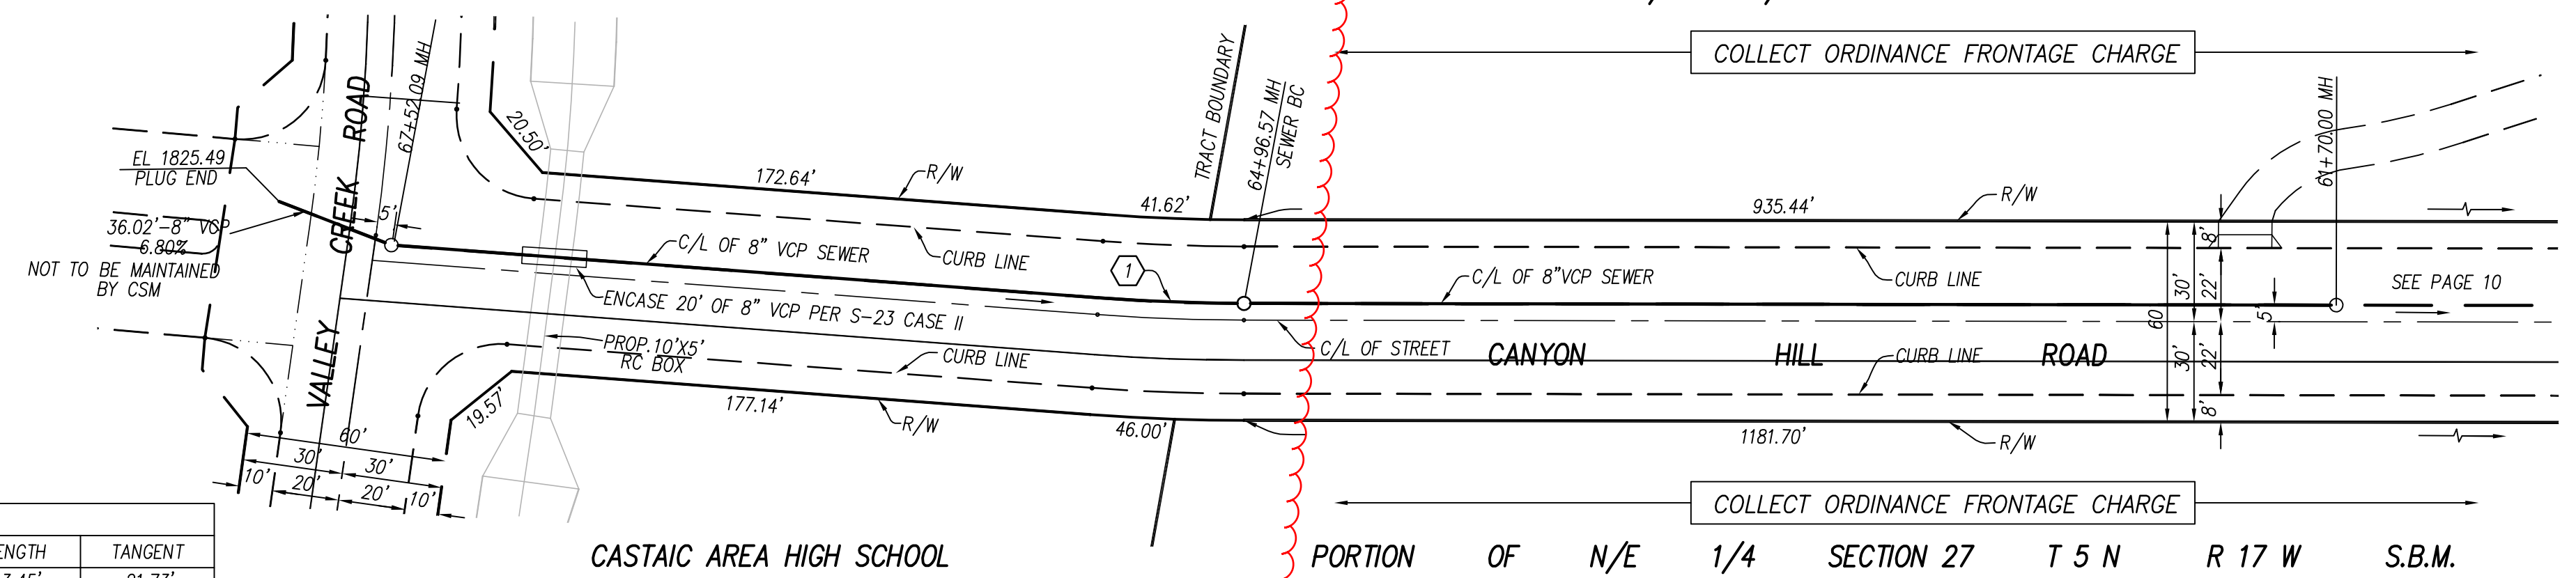 COLLECT ORDINANCE FRONTAGE CHARGE
VALLEY CREEK ROAD
67+52.09 MH
20.50'
EL 1825.49
PLUG END
36.02'-8" VCP
6.80%
NOT TO BE MAINTAINED
BY CSM
5'
172.64'
R/W
41.62'
TRACT BOUNDARY
64+96.57 MH
SEWER BC
935.44'
R/W
61+70.00 MH
C/L OF 8" VCP SEWER
CURB LINE
1
C/L OF 8"VCP SEWER
CURB LINE
SEE PAGE 10
ENCASE 20' OF 8" VCP PER S-23 CASE II
PROP.10'X5'
RC BOX
CURB LINE
C/L OF STREET
CANYON HILL ROAD
CURB LINE
60
30'
30'
8'
22'
22'
8'
5'
19.57'
177.14'
R/W
46.00'
1181.70'
R/W
60'
30'
30'
10'
20'
20'
10'
COLLECT ORDINANCE FRONTAGE CHARGE
TANGENT
CASTAIC AREA HIGH SCHOOL
PORTION OF N/E 1/4 SECTION 27 T 5 N R 17 W S.B.M.